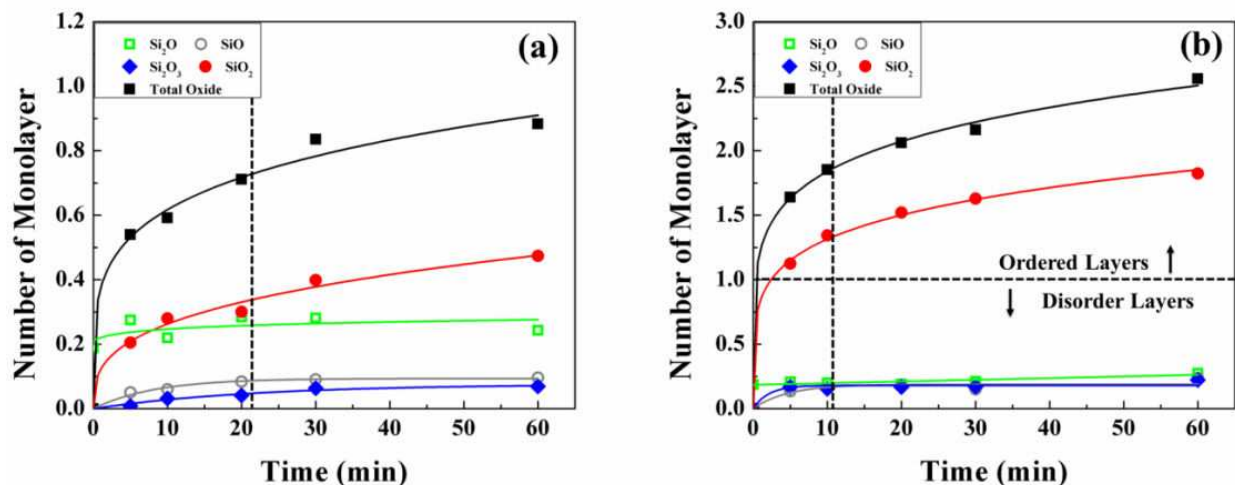 (a)
Si₂O SiO
Si₂O₃ SiO₂
Total Oxide
Number of Monolayer
1.2
1.0
0.8
0.6
0.4
0.2
0.0
0 10 20 30 40 50 60
Time (min)
(b)
Si₂O SiO
Si₂O₃ SiO₂
Total Oxide
Number of Monolayer
3.0
2.5
2.0
1.5
1.0
0.5
0.0
Ordered Layers
Disorder Layers
0 10 20 30 40 50 60
Time (min)